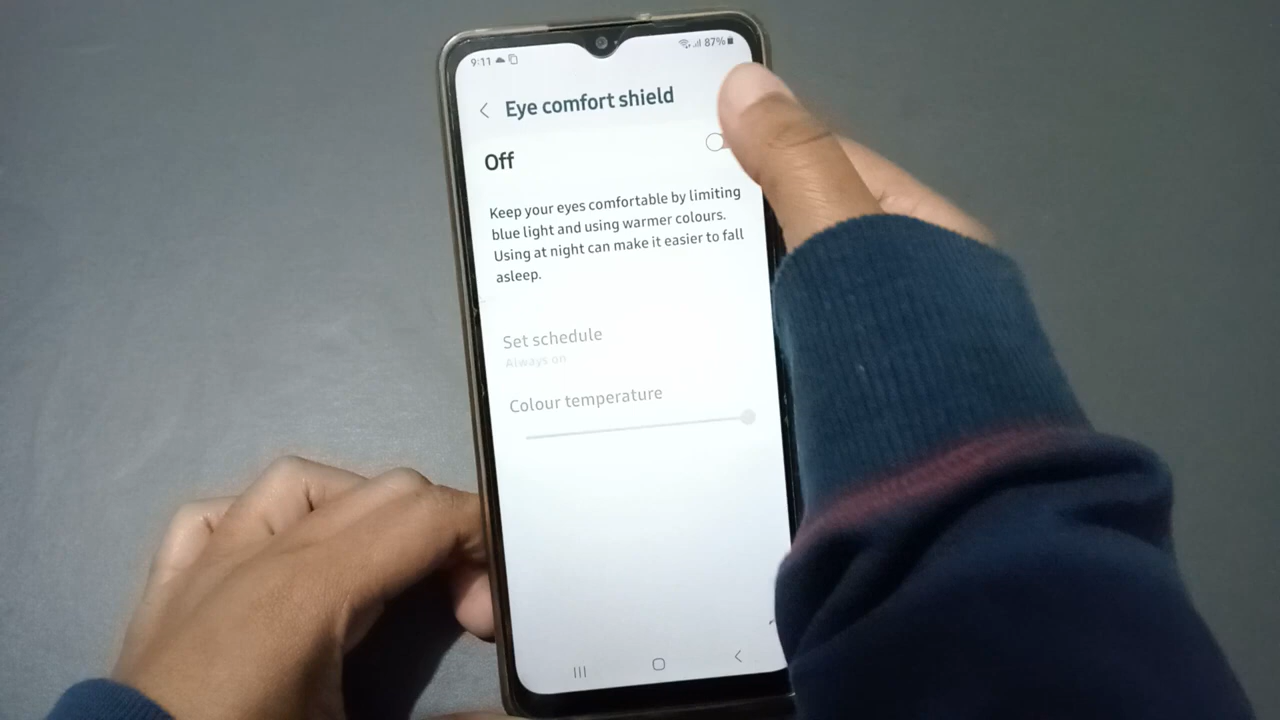 9:11
87%
Eye comfort shield
Off
Keep your eyes comfortable by limiting
blue light and using warmer colours.
Using at night can make it easier to fall
asleep.
Set schedule
Always on
Colour temperature